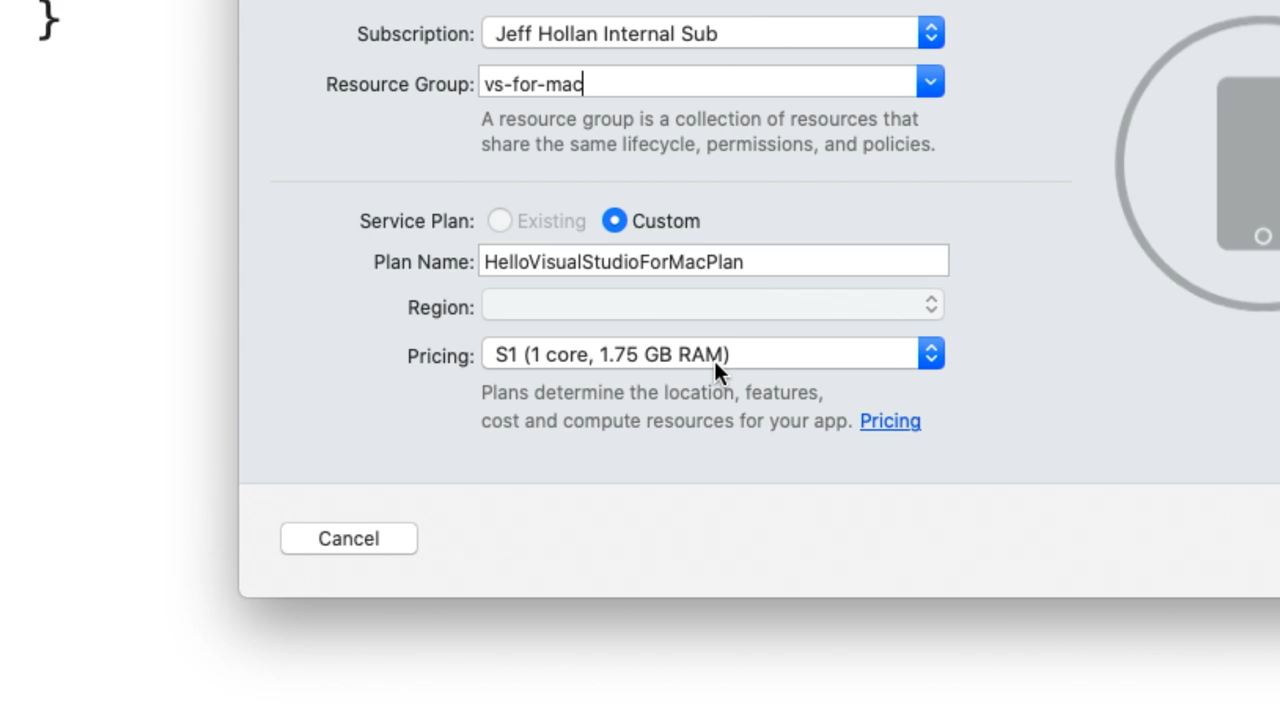 }
Subscription: Jeff Hollan Internal Sub
Resource Group: vs-for-mac
A resource group is a collection of resources that
share the same lifecycle, permissions, and policies.
Service Plan: Existing Custom
Plan Name: HelloVisualStudioForMacPlan
Region:
Pricing: S1 (1 core, 1.75 GB RAM)
Plans determine the location, features,
cost and compute resources for your app. Pricing
Cancel